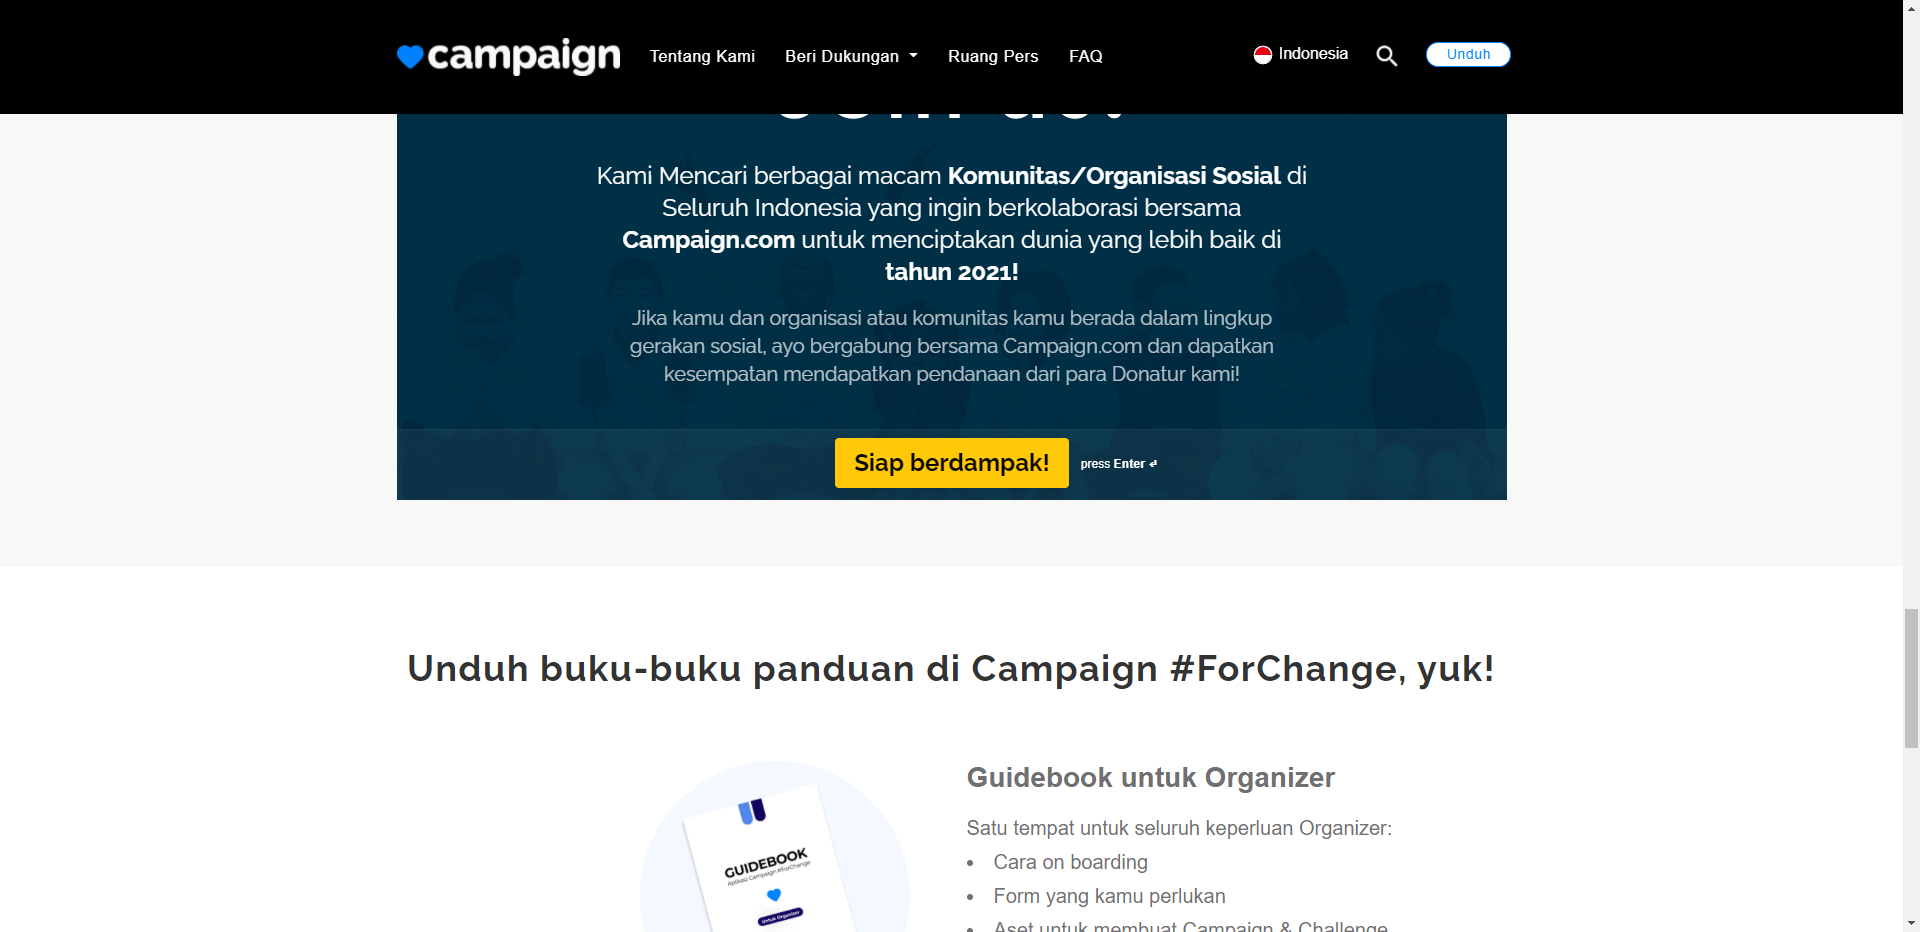 campaign
Tentang Kami
Beri Dukungan
Ruang Pers
FAQ
Indonesia
Unduh
Kami Mencari berbagai macam Komunitas/Organisasi Sosial di
Seluruh Indonesia yang ingin berkolaborasi bersama
Campaign.com untuk menciptakan dunia yang lebih baik di
tahun 2021!
Jika kamu dan organisasi atau komunitas kamu berada dalam lingkup
gerakan sosial, ayo bergabung bersama Campaign.com dan dapatkan
kesempatan mendapatkan pendanaan dari para Donatur kami!
Siap berdampak!
press Enter ↵
Unduh buku-buku panduan di Campaign #ForChange, yuk!
GUIDEBOOK
Aplikasi Campaign #ForChange
untuk Organizer
Guidebook untuk Organizer
Satu tempat untuk seluruh keperluan Organizer:
• Cara on boarding
• Form yang kamu perlukan
• Aset untuk membuat Campaign & Challenge